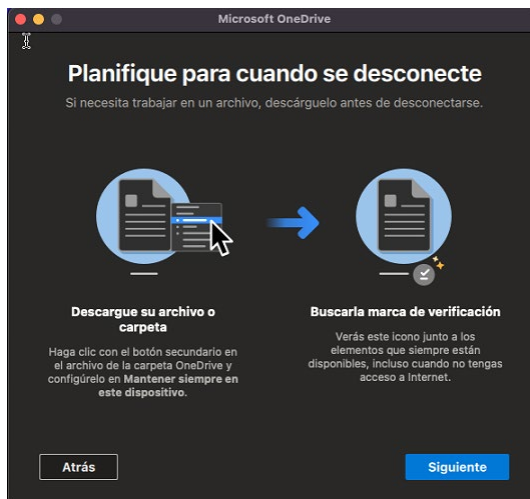 Microsoft OneDrive
Planifique para cuando se desconecte
Si necesita trabajar en un archivo, descárguelo antes de desconectarse.
Descargue su archivo o
carpeta
Haga clic con el botón secundario en
el archivo de la carpeta OneDrive y
configúrelo en Mantener siempre en
este dispositivo.
Buscarla marca de verificación
Verás este icono junto a los
elementos que siempre están
disponibles, incluso cuando no tengas
acceso a Internet.
Atrás
Siguiente